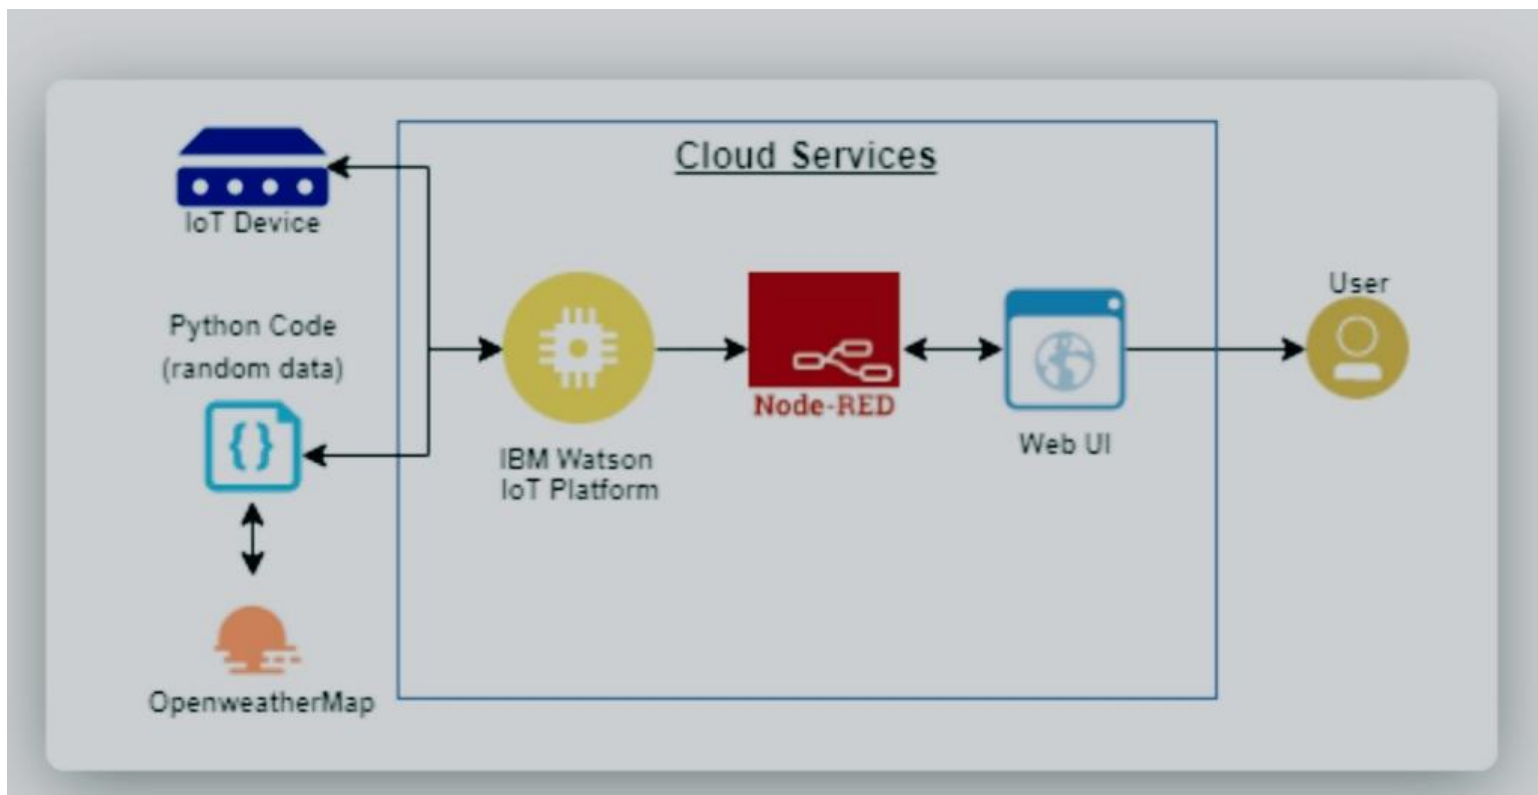 Cloud Services
IoT Device
Python Code
(random data)
OpenweatherMap
IBM Watson
IoT Platform
Node-RED
Web UI
User